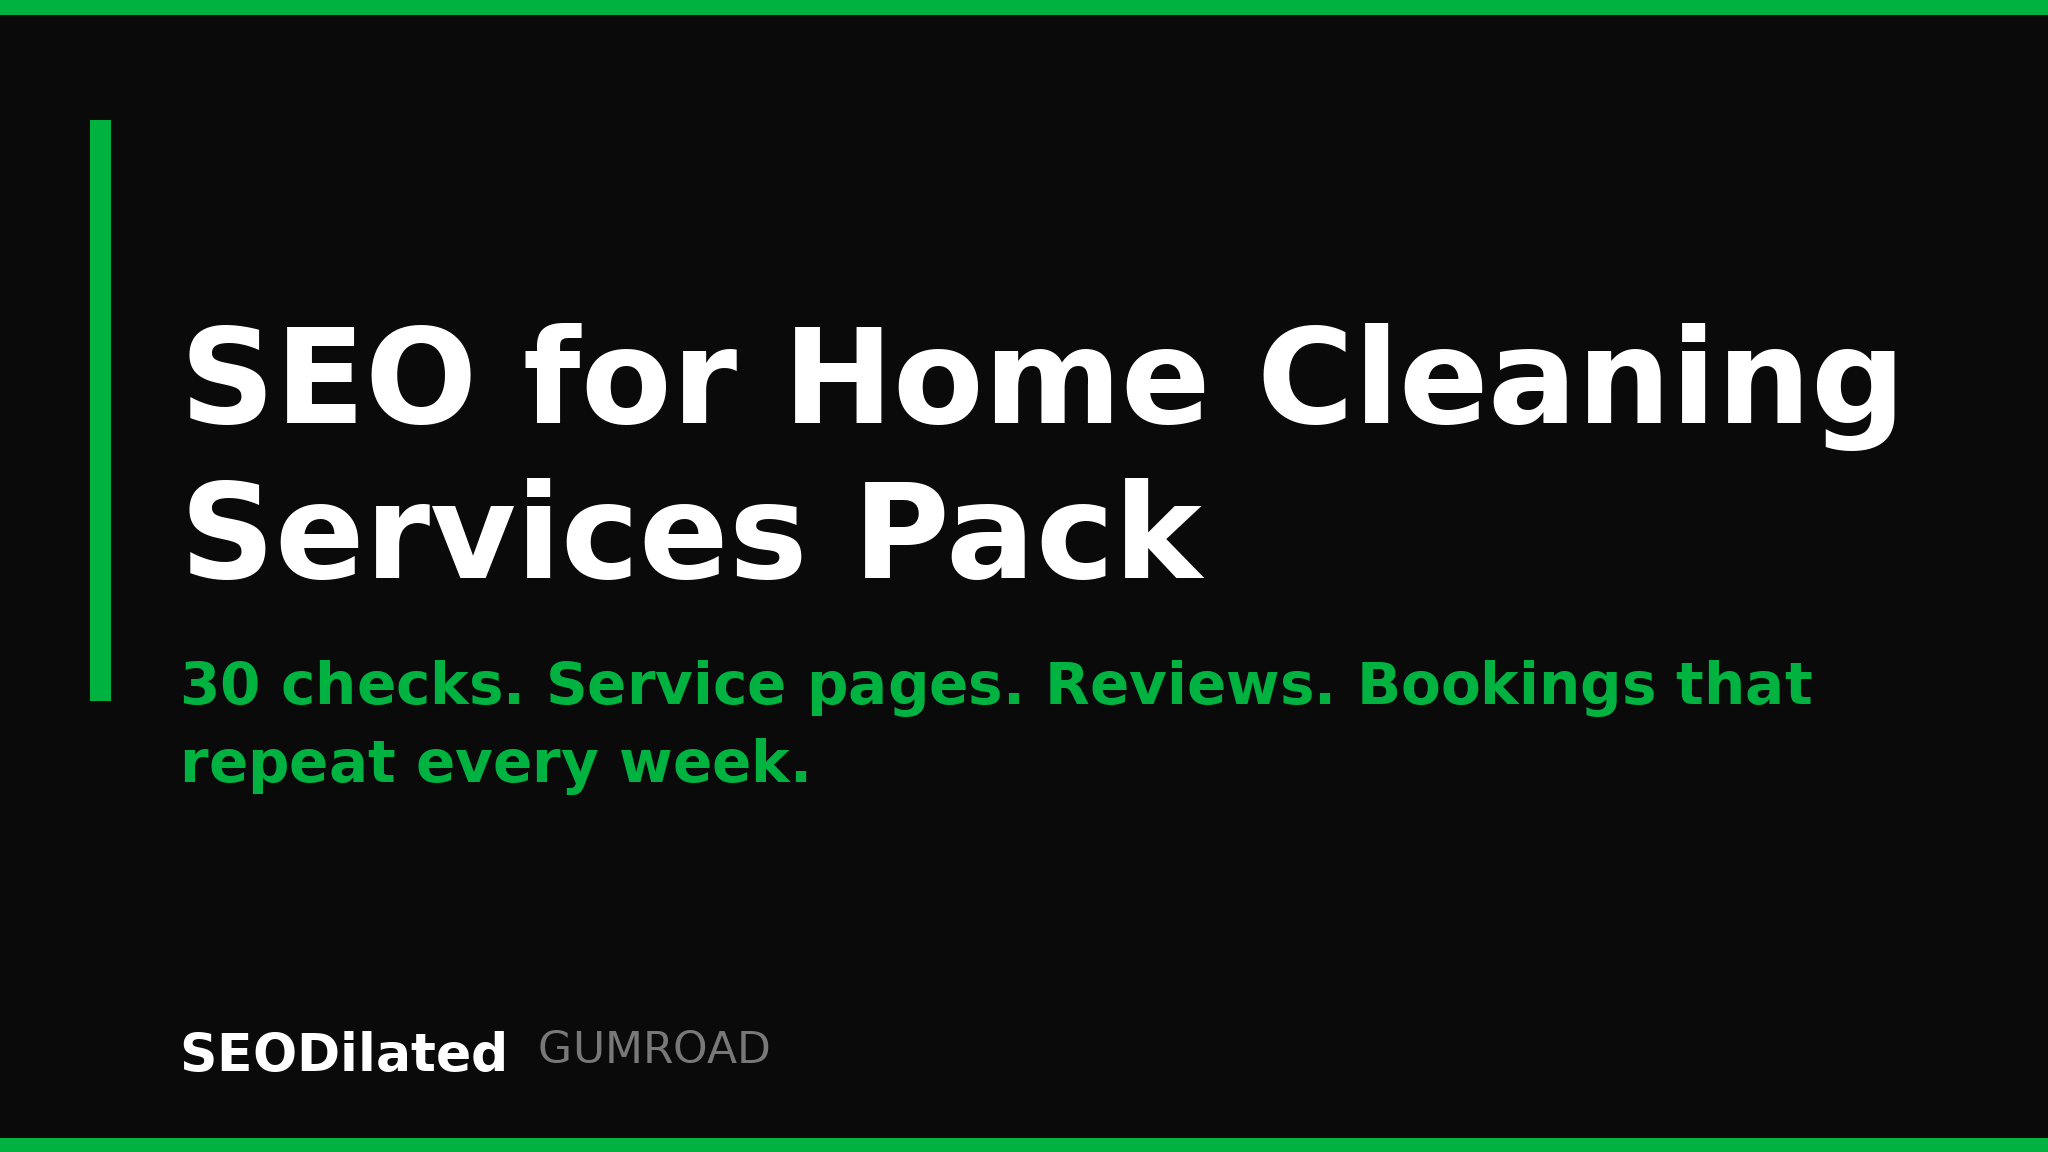 SEO for Home Cleaning
Services Pack
30 checks. Service pages. Reviews. Bookings that
repeat every week.
SEODilated GUMROAD